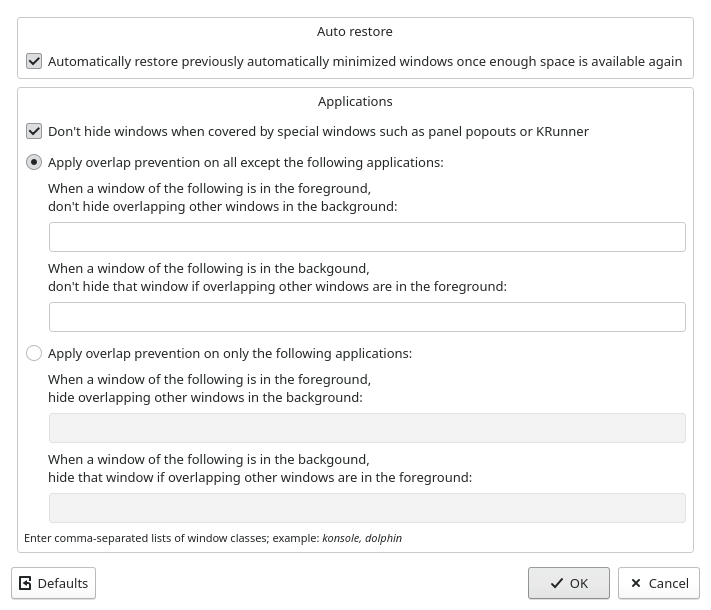 Auto restore
Automatically restore previously automatically minimized windows once enough space is available again
Applications
Don't hide windows when covered by special windows such as panel popouts or KRunner
Apply overlap prevention on all except the following applications:
When a window of the following is in the foreground,
don't hide overlapping other windows in the background:
When a window of the following is in the backgound,
don't hide that window if overlapping other windows are in the foreground:
Apply overlap prevention on only the following applications:
When a window of the following is in the foreground,
hide overlapping other windows in the background:
When a window of the following is in the backgound,
hide that window if overlapping other windows are in the foreground:
Enter comma-separated lists of window classes; example: konsole, dolphin
Defaults OK Cancel